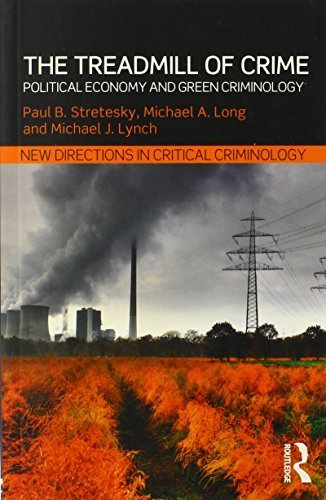 THE TREADMILL OF CRIME
POLITICAL ECONOMY AND GREEN CRIMINOLOGY
Paul B. Stretesky, Michael A. Long
and Michael J. Lynch
NEW DIRECTIONS IN CRITICAL CRIMINOLOGY
ROUTLEDGE